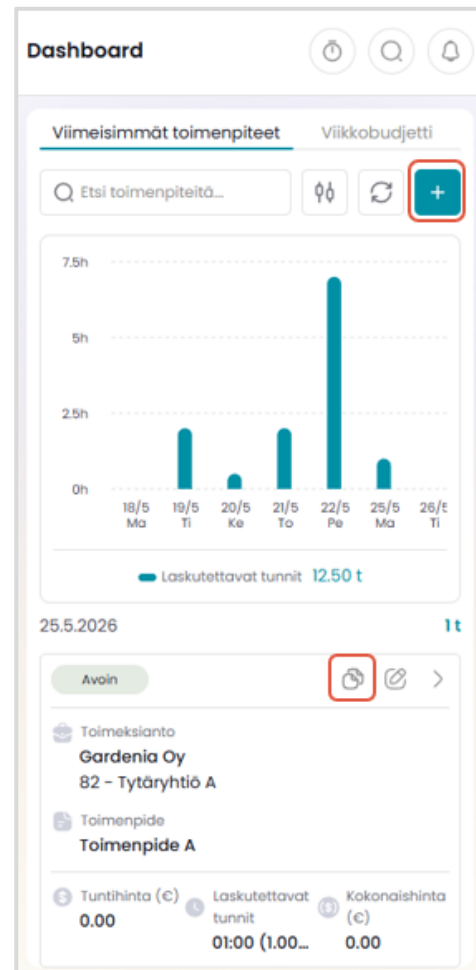 Dashboard
Viimeisimmät toimenpiteet Viikkobudjetti
Etsi toimenpiteitä...
7.5h
5h
2.5h
0h
18/5 19/5 20/5 21/5 22/5 25/5 26/5
Ma Ti Ke To Pe Ma Ti
Laskutettavat tunnit 12.50 t
25.5.2026 1 t
Avoin
Toimeksianto
Gardenia Oy
82 - Tytäryhtiö A
Toimenpide
Toimenpide A
Tuntihinta (€) Laskutettavat Kokonaishinta
0.00 tunnit (€)
01:00 (1.00... 0.00